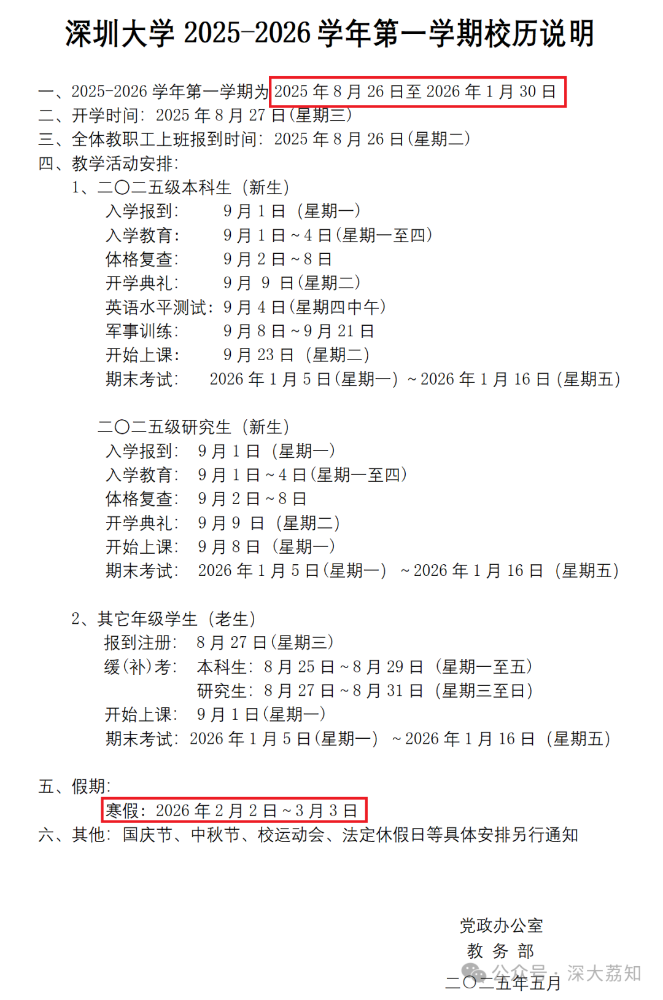 深圳大学 2025-2026 学年第一学期校历说明
一、2025-2026 学年第一学期为 2025 年 8 月 26 日至 2026 年 1 月 30 日
二、开学时间：2025 年 8 月 27 日(星期三)
三、全体教职工上班报到时间：2025 年 8 月 26 日(星期二)
四、教学活动安排：
1、二〇二五级本科生（新生）
入学报到： 9 月 1 日（星期一)
入学教育： 9 月 1 日~4 日(星期一至四)
体格复查： 9 月 2 日~8 日
开学典礼： 9 月 9 日(星期二)
英语水平测试：9 月 4 日(星期四中午)
军事训练： 9 月 8 日~9 月 21 日
开始上课： 9 月 23 日（星期二）
期末考试： 2026 年 1 月 5 日(星期一）~2026 年 1 月 16 日(星期五）
二〇二五级研究生（新生）
入学报到： 9 月 1 日（星期一)
入学教育： 9 月 1 日~4 日(星期一至四)
体格复查： 9 月 2 日~8 日
开学典礼： 9 月 9 日（星期二）
开始上课： 9 月 8 日（星期一)
期末考试： 2026 年 1 月 5 日(星期一）~2026 年 1 月 16 日（星期五）
2、其它年级学生（老生）
报到注册： 8 月 27 日(星期三)
缓(补)考： 本科生：8 月 25 日~8 月 29 日（星期一至五)
研究生：8 月 27 日~8 月 31 日（星期三至日）
开始上课： 9 月 1 日(星期一)
期末考试：2026 年 1 月 5 日(星期一）~2026 年 1 月 16 日（星期五）
五、假期：
寒假：2026 年 2 月 2 日~3 月 3 日
六、其他：国庆节、中秋节、校运动会、法定休假日等具体安排另行通知
党政办公室
教 务 部
公众号·深大荔知
二〇二五年五月